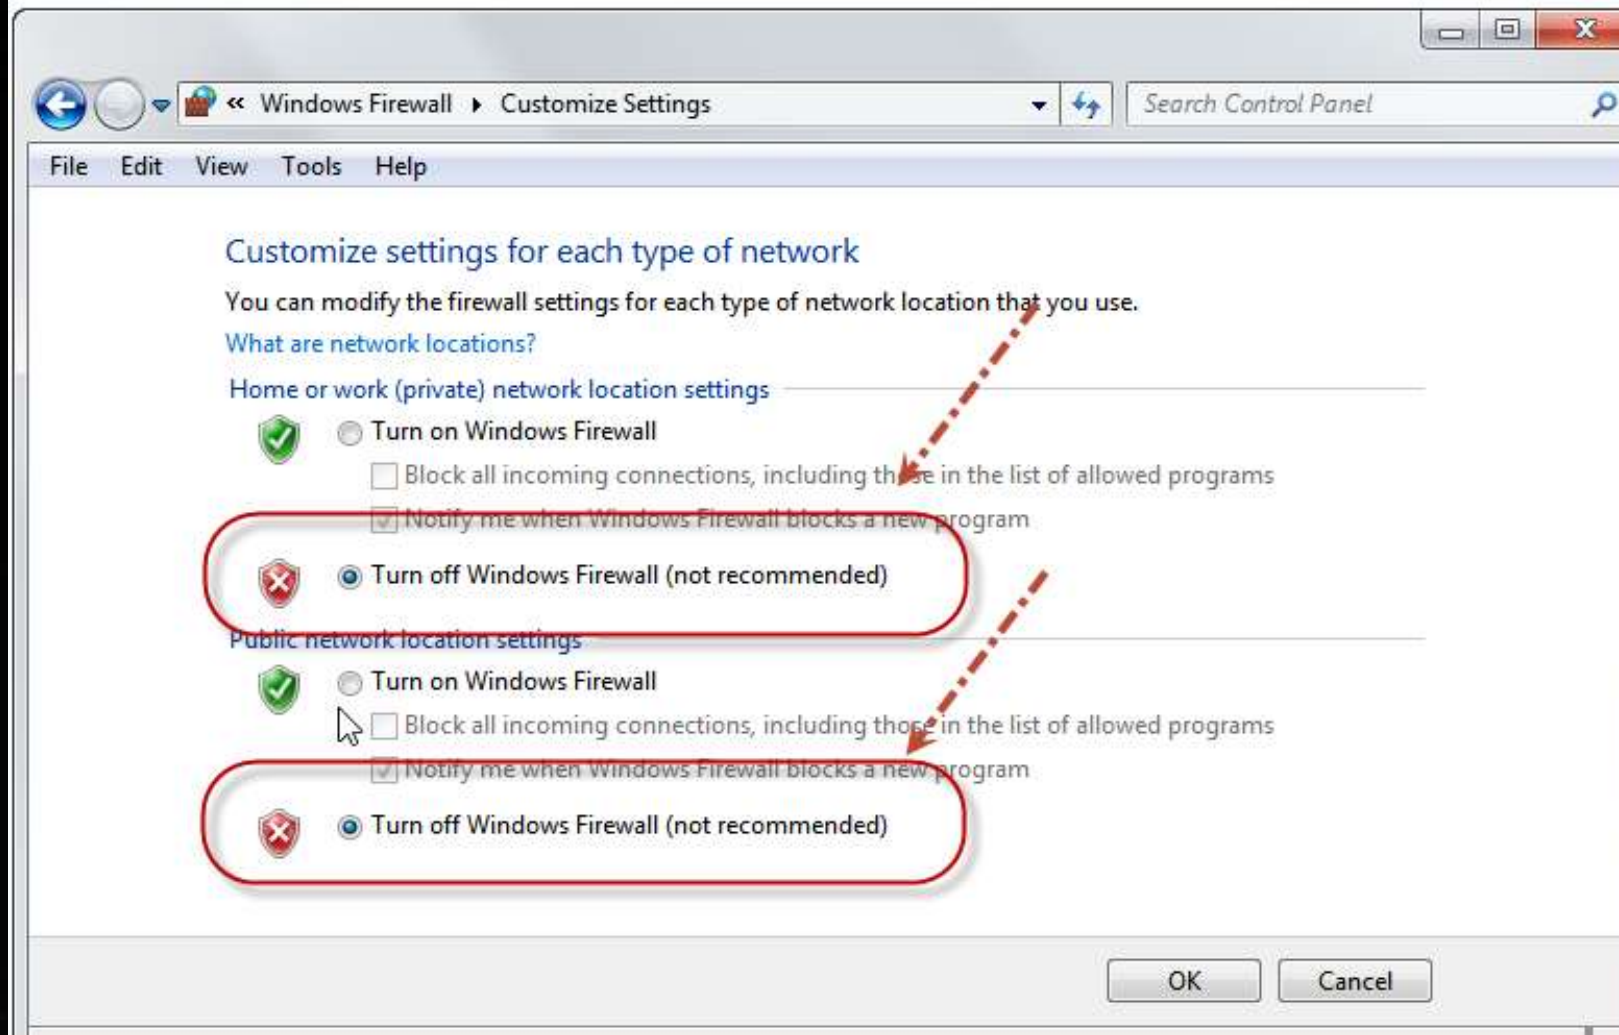 « Windows Firewall ▸ Customize Settings
Search Control Panel
File Edit View Tools Help
Customize settings for each type of network
You can modify the firewall settings for each type of network location that you use.
What are network locations?
Home or work (private) network location settings
Turn on Windows Firewall
Block all incoming connections, including those in the list of allowed programs
Notify me when Windows Firewall blocks a new program
Turn off Windows Firewall (not recommended)
Public network location settings
Turn on Windows Firewall
Block all incoming connections, including those in the list of allowed programs
Notify me when Windows Firewall blocks a new program
Turn off Windows Firewall (not recommended)
OK Cancel